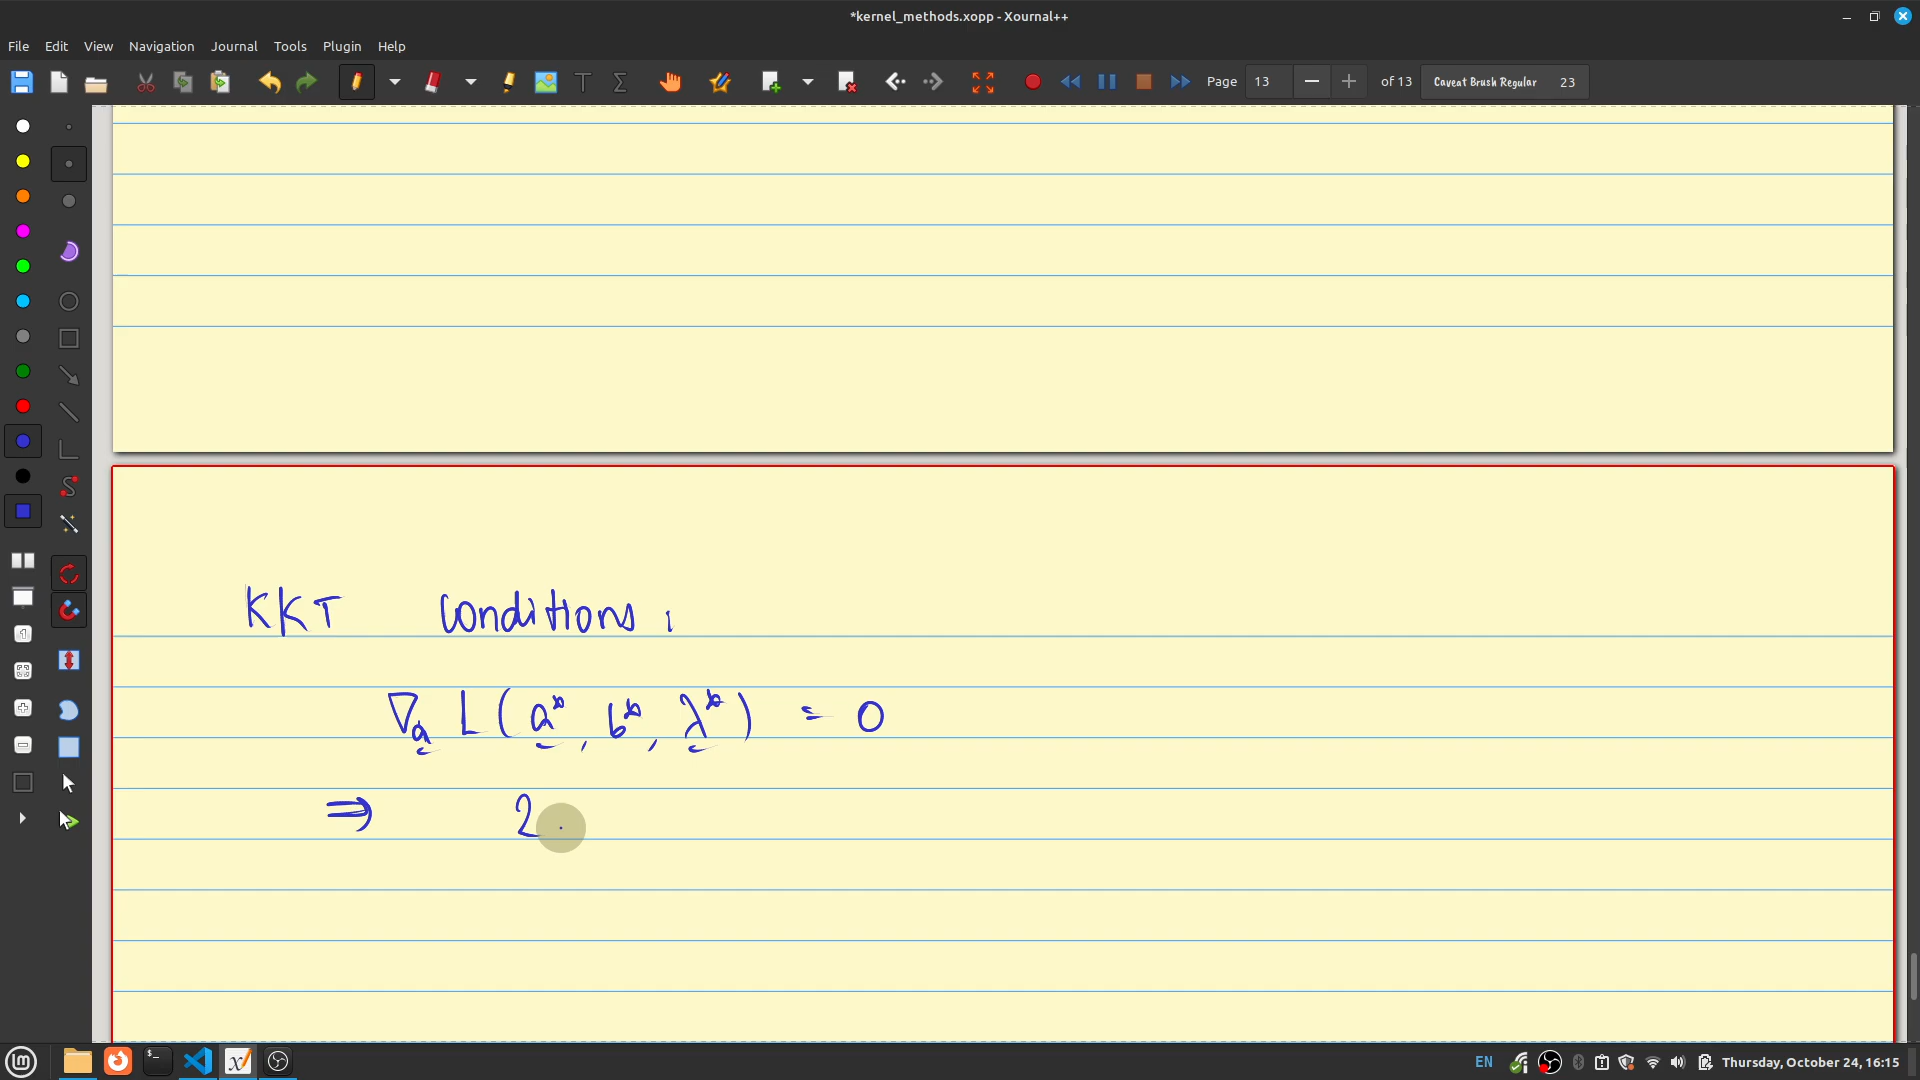 *kernel_methods.xopp - Xournal++
File Edit View Navigation Journal Tools Plugin Help
Page 13 of 13 Caveat Brush Regular 23
KKT Conditions :
∇a L(a*, b*, λ*) = 0
⇒ 2
EN Thursday, October 24, 16:15